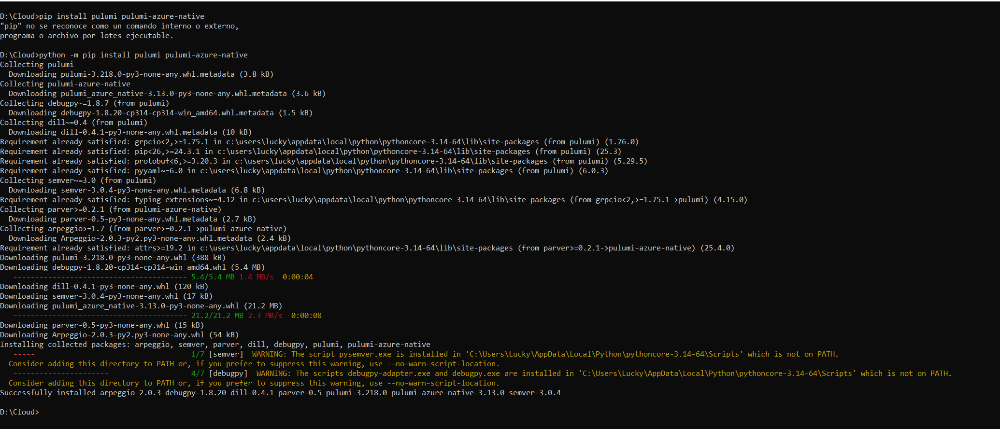 D:\Cloud>pip install pulumi pulumi-azure-native
"pip" no se reconoce como un comando interno o externo,
programa o archivo por lotes ejecutable.
D:\Cloud>python -m pip install pulumi pulumi-azure-native
Collecting pulumi
  Downloading pulumi-3.218.0-py3-none-any.whl.metadata (3.8 kB)
Collecting pulumi-azure-native
  Downloading pulumi_azure_native-3.13.0-py3-none-any.whl.metadata (3.6 kB)
Collecting debugpy~=1.8.7 (from pulumi)
  Downloading debugpy-1.8.20-cp314-cp314-win_amd64.whl.metadata (1.5 kB)
Collecting dill~=0.4 (from pulumi)
  Downloading dill-0.4.1-py3-none-any.whl.metadata (10 kB)
Requirement already satisfied: grpcio<2,>=1.75.1 in c:\users\lucky\appdata\local\python\pythoncore-3.14-64\lib\site-packages (from pulumi) (1.76.0)
Requirement already satisfied: pip<26,>=24.3.1 in c:\users\lucky\appdata\local\python\pythoncore-3.14-64\lib\site-packages (from pulumi) (25.3)
Requirement already satisfied: protobuf<6,>=3.20.3 in c:\users\lucky\appdata\local\python\pythoncore-3.14-64\lib\site-packages (from pulumi) (5.29.5)
Requirement already satisfied: pyyaml~=6.0 in c:\users\lucky\appdata\local\python\pythoncore-3.14-64\lib\site-packages (from pulumi) (6.0.3)
Collecting semver~=3.0 (from pulumi)
  Downloading semver-3.0.4-py3-none-any.whl.metadata (6.8 kB)
Requirement already satisfied: typing-extensions~=4.12 in c:\users\lucky\appdata\local\python\pythoncore-3.14-64\lib\site-packages (from grpcio<2,>=1.75.1->pulumi) (4.15.0)
Collecting parver>=0.2.1 (from pulumi-azure-native)
  Downloading parver-0.5-py3-none-any.whl.metadata (2.7 kB)
Collecting arpeggio>=1.7 (from parver>=0.2.1->pulumi-azure-native)
  Downloading Arpeggio-2.0.3-py2.py3-none-any.whl.metadata (2.4 kB)
Requirement already satisfied: attrs>=19.2 in c:\users\lucky\appdata\local\python\pythoncore-3.14-64\lib\site-packages (from parver>=0.2.1->pulumi-azure-native) (25.4.0)
Downloading pulumi-3.218.0-py3-none-any.whl (388 kB)
Downloading debugpy-1.8.20-cp314-cp314-win_amd64.whl (5.4 MB)
   ---------------------------------------- 5.4/5.4 MB 1.4 MB/s  0:00:04
Downloading dill-0.4.1-py3-none-any.whl (120 kB)
Downloading semver-3.0.4-py3-none-any.whl (17 kB)
Downloading pulumi_azure_native-3.13.0-py3-none-any.whl (21.2 MB)
   ---------------------------------------- 21.2/21.2 MB 2.3 MB/s  0:00:08
Downloading parver-0.5-py3-none-any.whl (15 kB)
Downloading Arpeggio-2.0.3-py2.py3-none-any.whl (54 kB)
Installing collected packages: arpeggio, semver, parver, dill, debugpy, pulumi, pulumi-azure-native
   -----                                    1/7 [semver]  WARNING: The script pysemver.exe is installed in 'C:\Users\Lucky\AppData\Local\Python\pythoncore-3.14-64\Scripts' which is not on PATH.
  Consider adding this directory to PATH or, if you prefer to suppress this warning, use --no-warn-script-location.
   ----------------------                   4/7 [debugpy]  WARNING: The scripts debugpy-adapter.exe and debugpy.exe are installed in 'C:\Users\Lucky\AppData\Local\Python\pythoncore-3.14-64\Scripts' which is not on PATH.
  Consider adding this directory to PATH or, if you prefer to suppress this warning, use --no-warn-script-location.
Successfully installed arpeggio-2.0.3 debugpy-1.8.20 dill-0.4.1 parver-0.5 pulumi-3.218.0 pulumi-azure-native-3.13.0 semver-3.0.4
D:\Cloud>